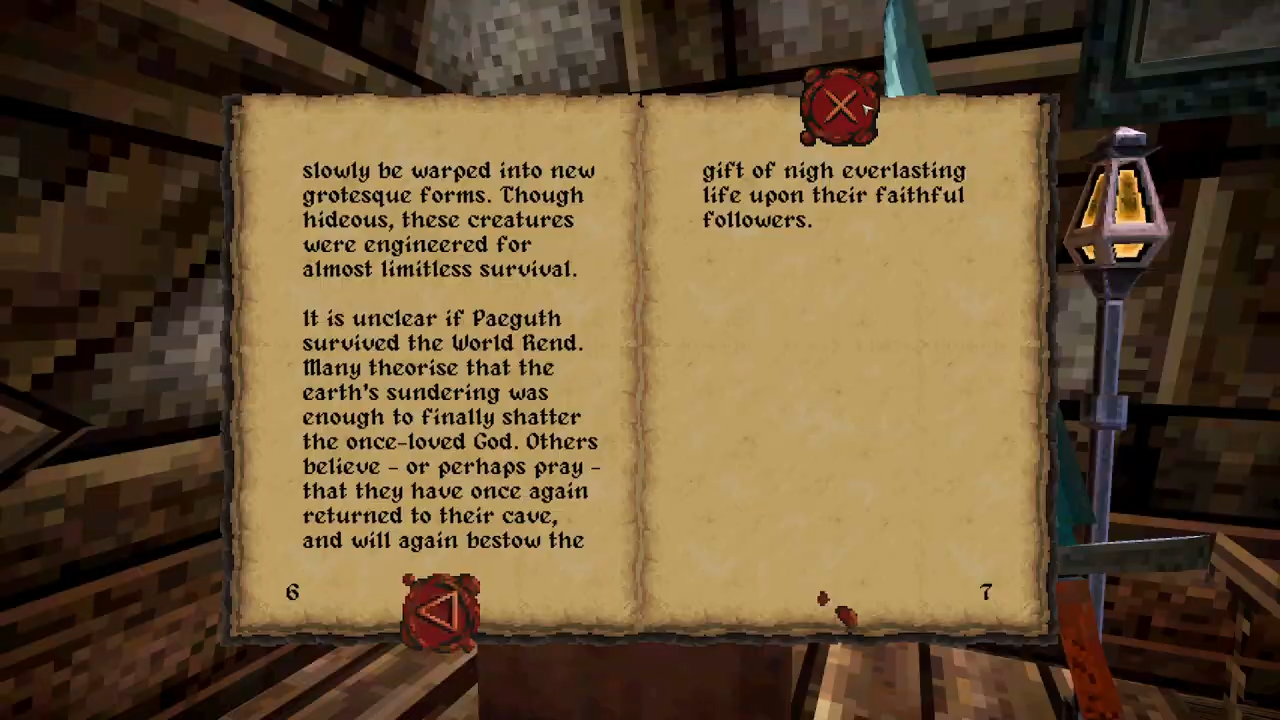 slowly be warped into new
grotesque forms. Though
hideous, these creatures
were engineered for
almost limitless survival.
It is unclear if Paeguth
survived the World Rend.
Many theorise that the
earth's sundering was
enough to finally shatter
the once-loved God. Others
believe - or perhaps pray -
that they have once again
returned to their cave,
and will again bestow the
6
gift of nigh everlasting
life upon their faithful
followers.
7